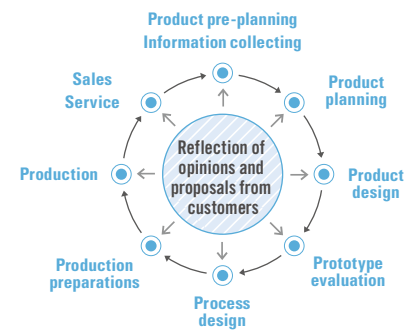 Product pre-planning
Information collecting
Product
planning
Product
design
Prototype
evaluation
Process
design
Production
preparations
Production
Sales
Service
Reflection of
opinions and
proposals from
customers